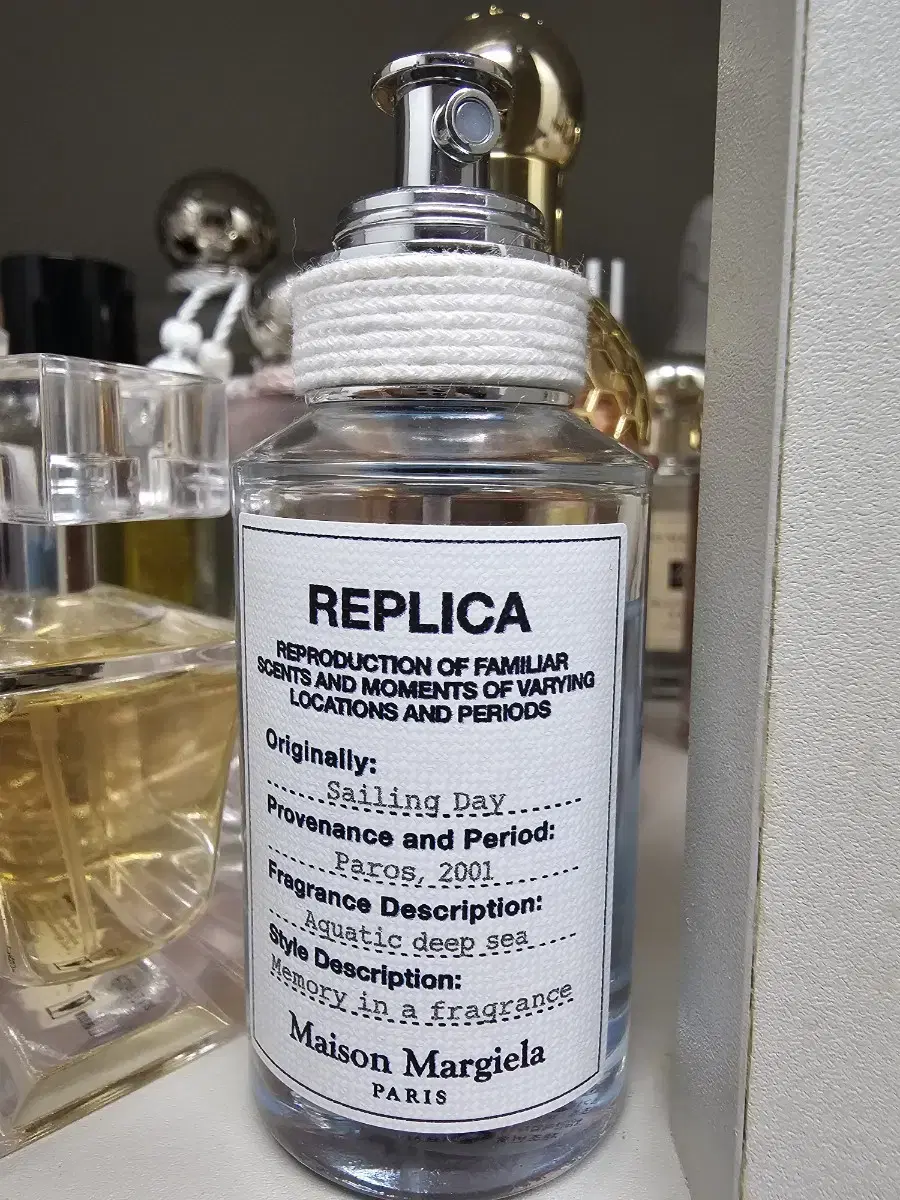 REPLICA
REPRODUCTION OF FAMILIAR
SCENTS AND MOMENTS OF VARYING
LOCATIONS AND PERIODS
Originally:
Sailing Day
Provenance and Period:
Paros, 2001
Fragrance Description:
Aquatic deep sea
Style Description:
Memory in a fragrance
Maison Margiela
PARIS